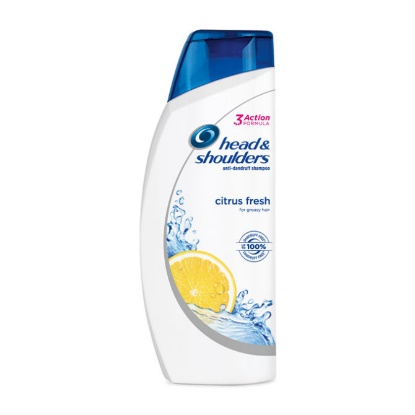 3 Action
FORMULA
head &
shoulders
anti-dandruff shampoo
citrus fresh
for greasy hair
100%